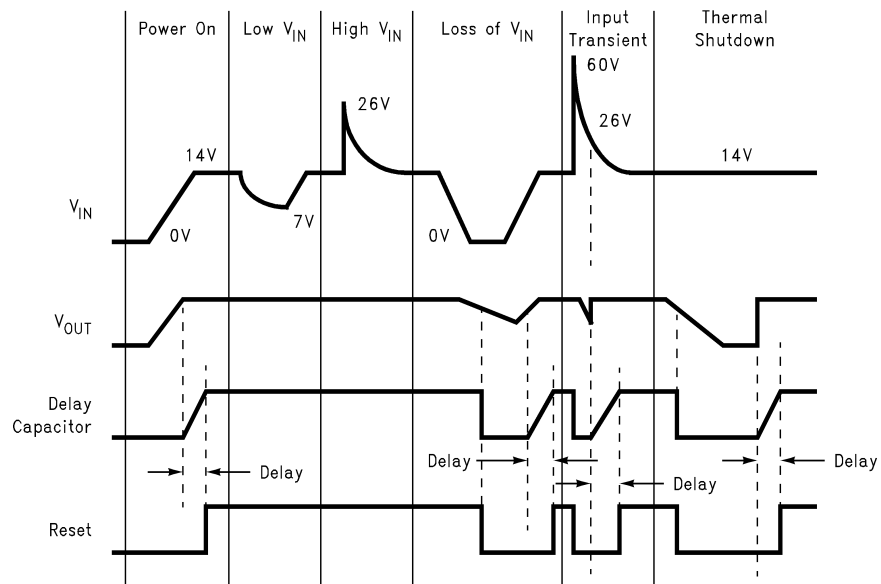 Power On
Low VIN
High VIN
Loss of VIN
Input
Transient
Thermal
Shutdown
60V
26V
26V
14V
14V
VIN
7V
0V
0V
VOUT
Delay
Capacitor
Delay
Delay
Delay
Delay
Reset